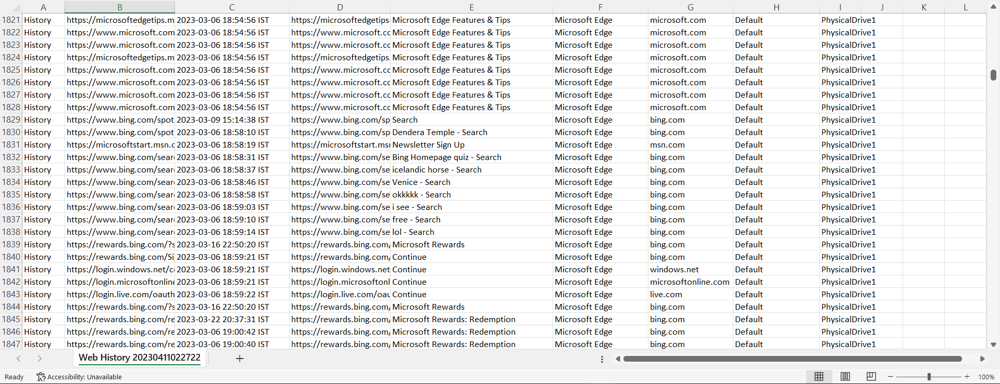 A B C D E F G H I J K L
1821 History https://microsoftedgetips.m 2023-03-06 18:54:56 IST https://microsoftedgetips. Microsoft Edge Features & Tips Microsoft Edge microsoft.com Default PhysicalDrive1
1822 History https://www.microsoft.com 2023-03-06 18:54:56 IST https://www.microsoft.cc Microsoft Edge Features & Tips Microsoft Edge microsoft.com Default PhysicalDrive1
1823 History https://www.microsoft.com 2023-03-06 18:54:56 IST https://www.microsoft.cc Microsoft Edge Features & Tips Microsoft Edge microsoft.com Default PhysicalDrive1
1824 History https://microsoftedgetips.m 2023-03-06 18:54:56 IST https://microsoftedgetips. Microsoft Edge Features & Tips Microsoft Edge microsoft.com Default PhysicalDrive1
1825 History https://www.microsoft.com 2023-03-06 18:54:56 IST https://www.microsoft.cc Microsoft Edge Features & Tips Microsoft Edge microsoft.com Default PhysicalDrive1
1826 History https://www.microsoft.com 2023-03-06 18:54:56 IST https://www.microsoft.cc Microsoft Edge Features & Tips Microsoft Edge microsoft.com Default PhysicalDrive1
1827 History https://www.microsoft.com 2023-03-06 18:54:56 IST https://www.microsoft.cc Microsoft Edge Features & Tips Microsoft Edge microsoft.com Default PhysicalDrive1
1828 History https://www.microsoft.com 2023-03-06 18:54:56 IST https://www.microsoft.cc Microsoft Edge Features & Tips Microsoft Edge microsoft.com Default PhysicalDrive1
1829 History https://www.bing.com/spot 2023-03-09 15:14:38 IST https://www.bing.com/sp Search Microsoft Edge bing.com Default PhysicalDrive1
1830 History https://www.bing.com/spot 2023-03-06 18:58:10 IST https://www.bing.com/sp Dendera Temple - Search Microsoft Edge bing.com Default PhysicalDrive1
1831 History https://microsoftstart.msn.c 2023-03-06 18:58:19 IST https://microsoftstart.msn Newsletter Sign Up Microsoft Edge msn.com Default PhysicalDrive1
1832 History https://www.bing.com/sear 2023-03-06 18:58:31 IST https://www.bing.com/se Bing Homepage quiz - Search Microsoft Edge bing.com Default PhysicalDrive1
1833 History https://www.bing.com/sear 2023-03-06 18:58:37 IST https://www.bing.com/se icelandic horse - Search Microsoft Edge bing.com Default PhysicalDrive1
1834 History https://www.bing.com/sear 2023-03-06 18:58:46 IST https://www.bing.com/se Venice - Search Microsoft Edge bing.com Default PhysicalDrive1
1835 History https://www.bing.com/sear 2023-03-06 18:58:58 IST https://www.bing.com/se okkkkk - Search Microsoft Edge bing.com Default PhysicalDrive1
1836 History https://www.bing.com/sear 2023-03-06 18:59:03 IST https://www.bing.com/se i see - Search Microsoft Edge bing.com Default PhysicalDrive1
1837 History https://www.bing.com/sear 2023-03-06 18:59:10 IST https://www.bing.com/se free - Search Microsoft Edge bing.com Default PhysicalDrive1
1838 History https://www.bing.com/sear 2023-03-06 18:59:14 IST https://www.bing.com/se lol - Search Microsoft Edge bing.com Default PhysicalDrive1
1839 History https://rewards.bing.com/?s 2023-03-16 22:50:20 IST https://rewards.bing.com/ Microsoft Rewards Microsoft Edge bing.com Default PhysicalDrive1
1840 History https://rewards.bing.com/Si 2023-03-06 18:59:21 IST https://rewards.bing.com/ Continue Microsoft Edge bing.com Default PhysicalDrive1
1841 History https://login.windows.net/c 2023-03-06 18:59:21 IST https://login.windows.net Continue Microsoft Edge windows.net Default PhysicalDrive1
1842 History https://login.microsoftonline 2023-03-06 18:59:21 IST https://login.microsoftonl Continue Microsoft Edge microsoftonline.com Default PhysicalDrive1
1843 History https://login.live.com/oauth 2023-03-06 18:59:22 IST https://login.live.com/oau Continue Microsoft Edge live.com Default PhysicalDrive1
1844 History https://rewards.bing.com/?s 2023-03-16 22:50:20 IST https://rewards.bing.com/ Microsoft Rewards Microsoft Edge bing.com Default PhysicalDrive1
1845 History https://rewards.bing.com/re 2023-03-22 20:37:31 IST https://rewards.bing.com/ Microsoft Rewards: Redemption Microsoft Edge bing.com Default PhysicalDrive1
1846 History https://rewards.bing.com/re 2023-03-06 19:00:42 IST https://rewards.bing.com/ Microsoft Rewards: Redemption Microsoft Edge bing.com Default PhysicalDrive1
1847 History https://rewards.bing.com/re 2023-03-06 19:00:40 IST https://rewards.bing.com/ Microsoft Rewards: Redemption Microsoft Edge bing.com Default PhysicalDrive1
Web History 20230411022722
Ready Accessibility: Unavailable 100%